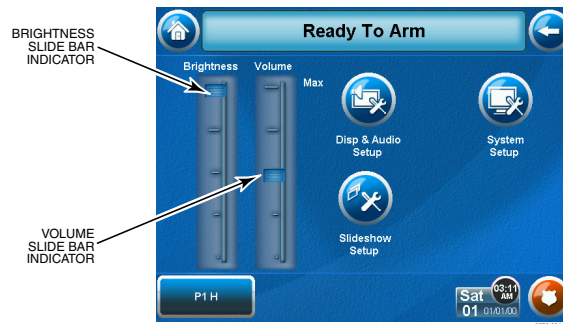 BRIGHTNESS
SLIDE BAR
INDICATOR
Ready To Arm
Brightness
Volume
Max
Disp & Audio
Setup
System
Setup
VOLUME
SLIDE BAR
INDICATOR
Slideshow
Setup
P1 H
Sat
01
03:11
AM
01/01/00